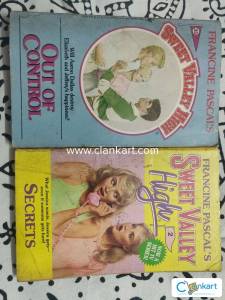 FRANCINE PASCAL'S
SWEET VALLEY HIGH
Will Aaron Dallas destroy
Elizabeth and Jeffrey's happiness?
OUT OF
CONTROL
www.clankart.com
FRANCINE PASCAL'S
SWEET VALLEY
High
2
SECRETS
Clankart